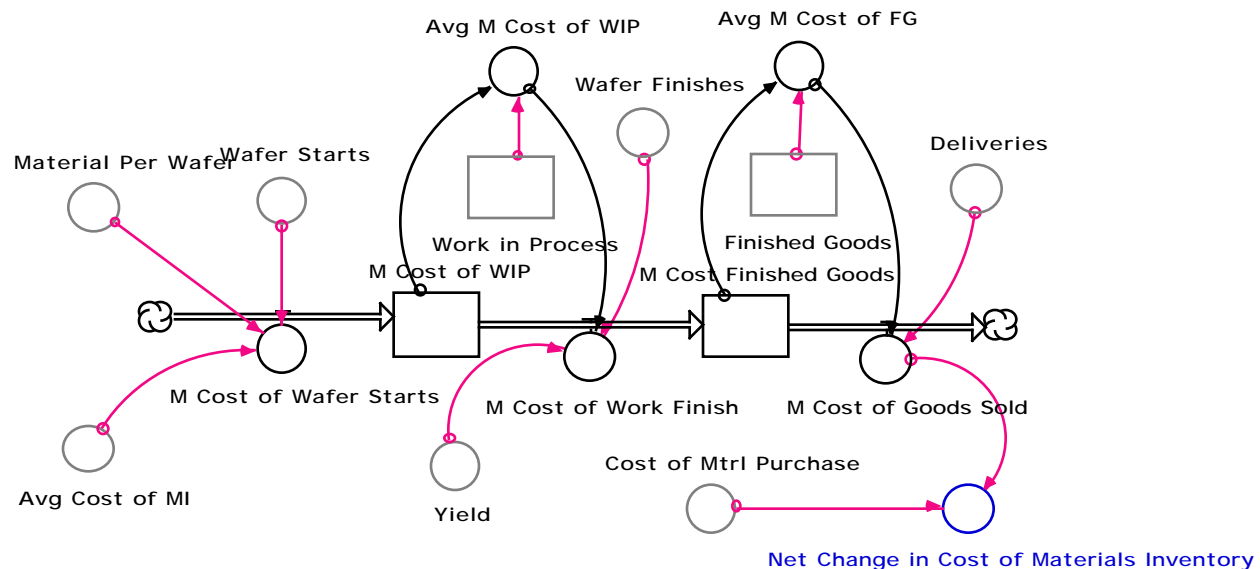 Avg M Cost of WIP
Avg M Cost of FG
Wafer Finishes
Material Per Wafer
Wafer Starts
Deliveries
Work in Process
Finished Goods
M Cost of WIP
M Cost Finished Goods
M Cost of Wafer Starts
M Cost of Work Finish
M Cost of Goods Sold
Avg Cost of MI
Yield
Cost of Mtrl Purchase
Net Change in Cost of Materials Inventory